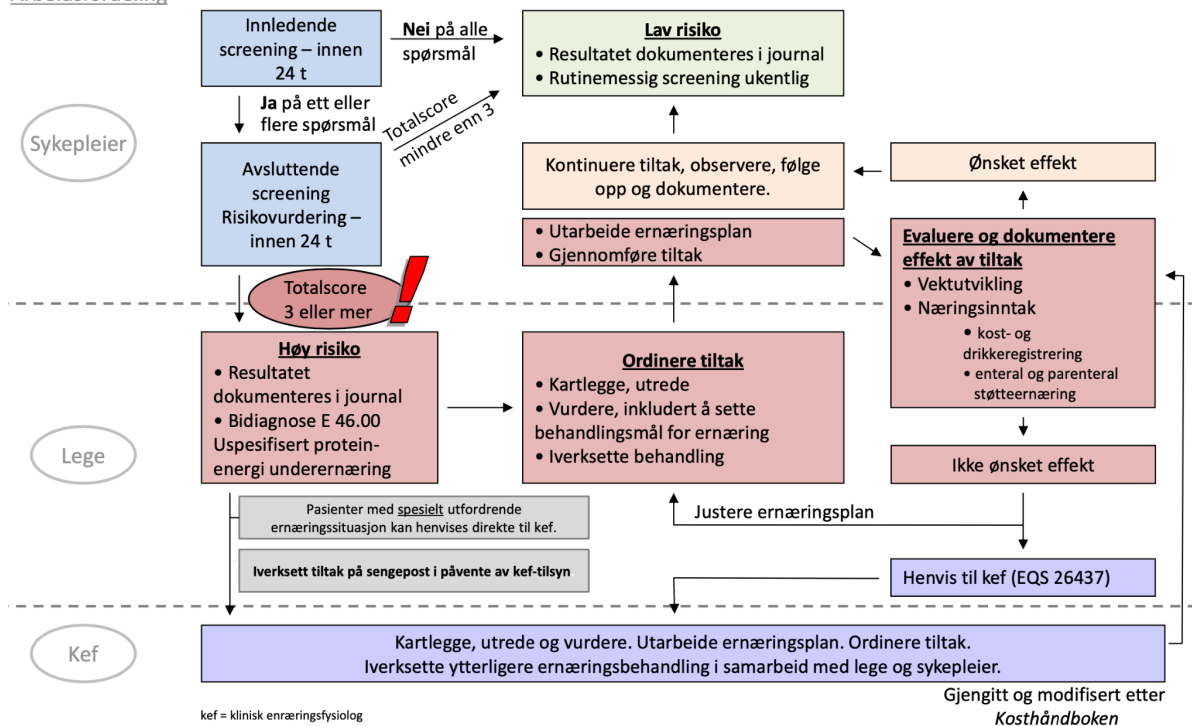 Arbeidsfordeling
Innledende
screening – innen
24 t
Nei på alle
spørsmål
Lav risiko
• Resultatet dokumenteres i journal
• Rutinemessig screening ukentlig
Ja på ett eller
flere spørsmål
Totalscore
mindre enn 3
Sykepleier
Avsluttende
screening
Risikovurdering –
innen 24 t
Kontinuere tiltak, observere, følge
opp og dokumentere.
Ønsket effekt
• Utarbeide ernæringsplan
• Gjennomføre tiltak
Evaluere og dokumentere
effekt av tiltak
• Vektutvikling
• Næringsinntak
• kost- og
drikkeregistrering
• enteral og parenteral
støtteernæring
Totalscore
3 eller mer
!
Høy risiko
• Resultatet
dokumenteres i journal
• Bidiagnose E 46.00
Uspesifisert protein-
energi underernæring
Ordinere tiltak
• Kartlegge, utrede
• Vurdere, inkludert å sette
behandlingsmål for ernæring
• Iverksette behandling
Lege
Ikke ønsket effekt
Pasienter med spesielt utfordrende
ernæringssituasjon kan henvises direkte til kef.
Justere ernæringsplan
Iverksett tiltak på sengepost i påvente av kef-tilsyn
Henvis til kef (EQS 26437)
Kef
Kartlegge, utrede og vurdere. Utarbeide ernæringsplan. Ordinere tiltak.
Iverksette ytterligere ernæringsbehandling i samarbeid med lege og sykepleier.
kef = klinisk enræringsfysiolog
Gjengitt og modifisert etter
Kosthåndboken